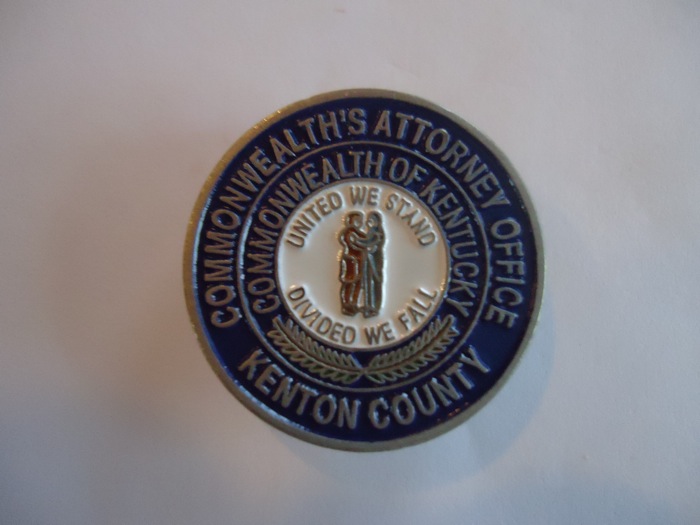 COMMONWEALTH'S ATTORNEY OFFICE
COMMONWEALTH OF KENTUCKY
UNITED WE STAND
DIVIDED WE FALL
KENTON COUNTY